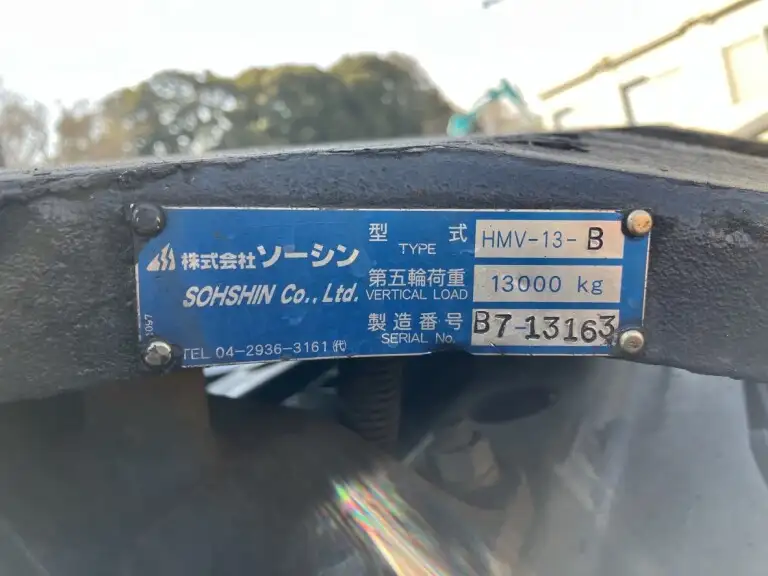 株式会社ソーシン
SOHSHIN Co., Ltd.
TEL 04-2936-3161 ㈹
型式 HMV-13-B
TYPE
第五輪荷重 13000 kg
VERTICAL LOAD
製造番号 B7-13163
SERIAL No.